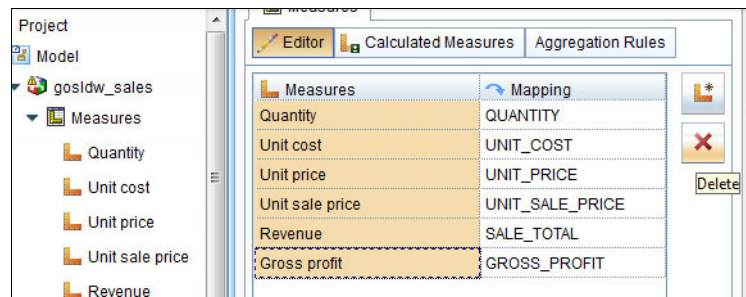 Measures
Project
Editor
Calculated Measures
Aggregation Rules
Model
gosldw_sales
Measures
Mapping
Measures
Quantity
QUANTITY
Quantity
Unit cost
UNIT_COST
Unit cost
Unit price
UNIT_PRICE
Delete
Unit price
Unit sale price
UNIT_SALE_PRICE
Revenue
SALE_TOTAL
Unit sale price
Gross profit
GROSS_PROFIT
Revenue